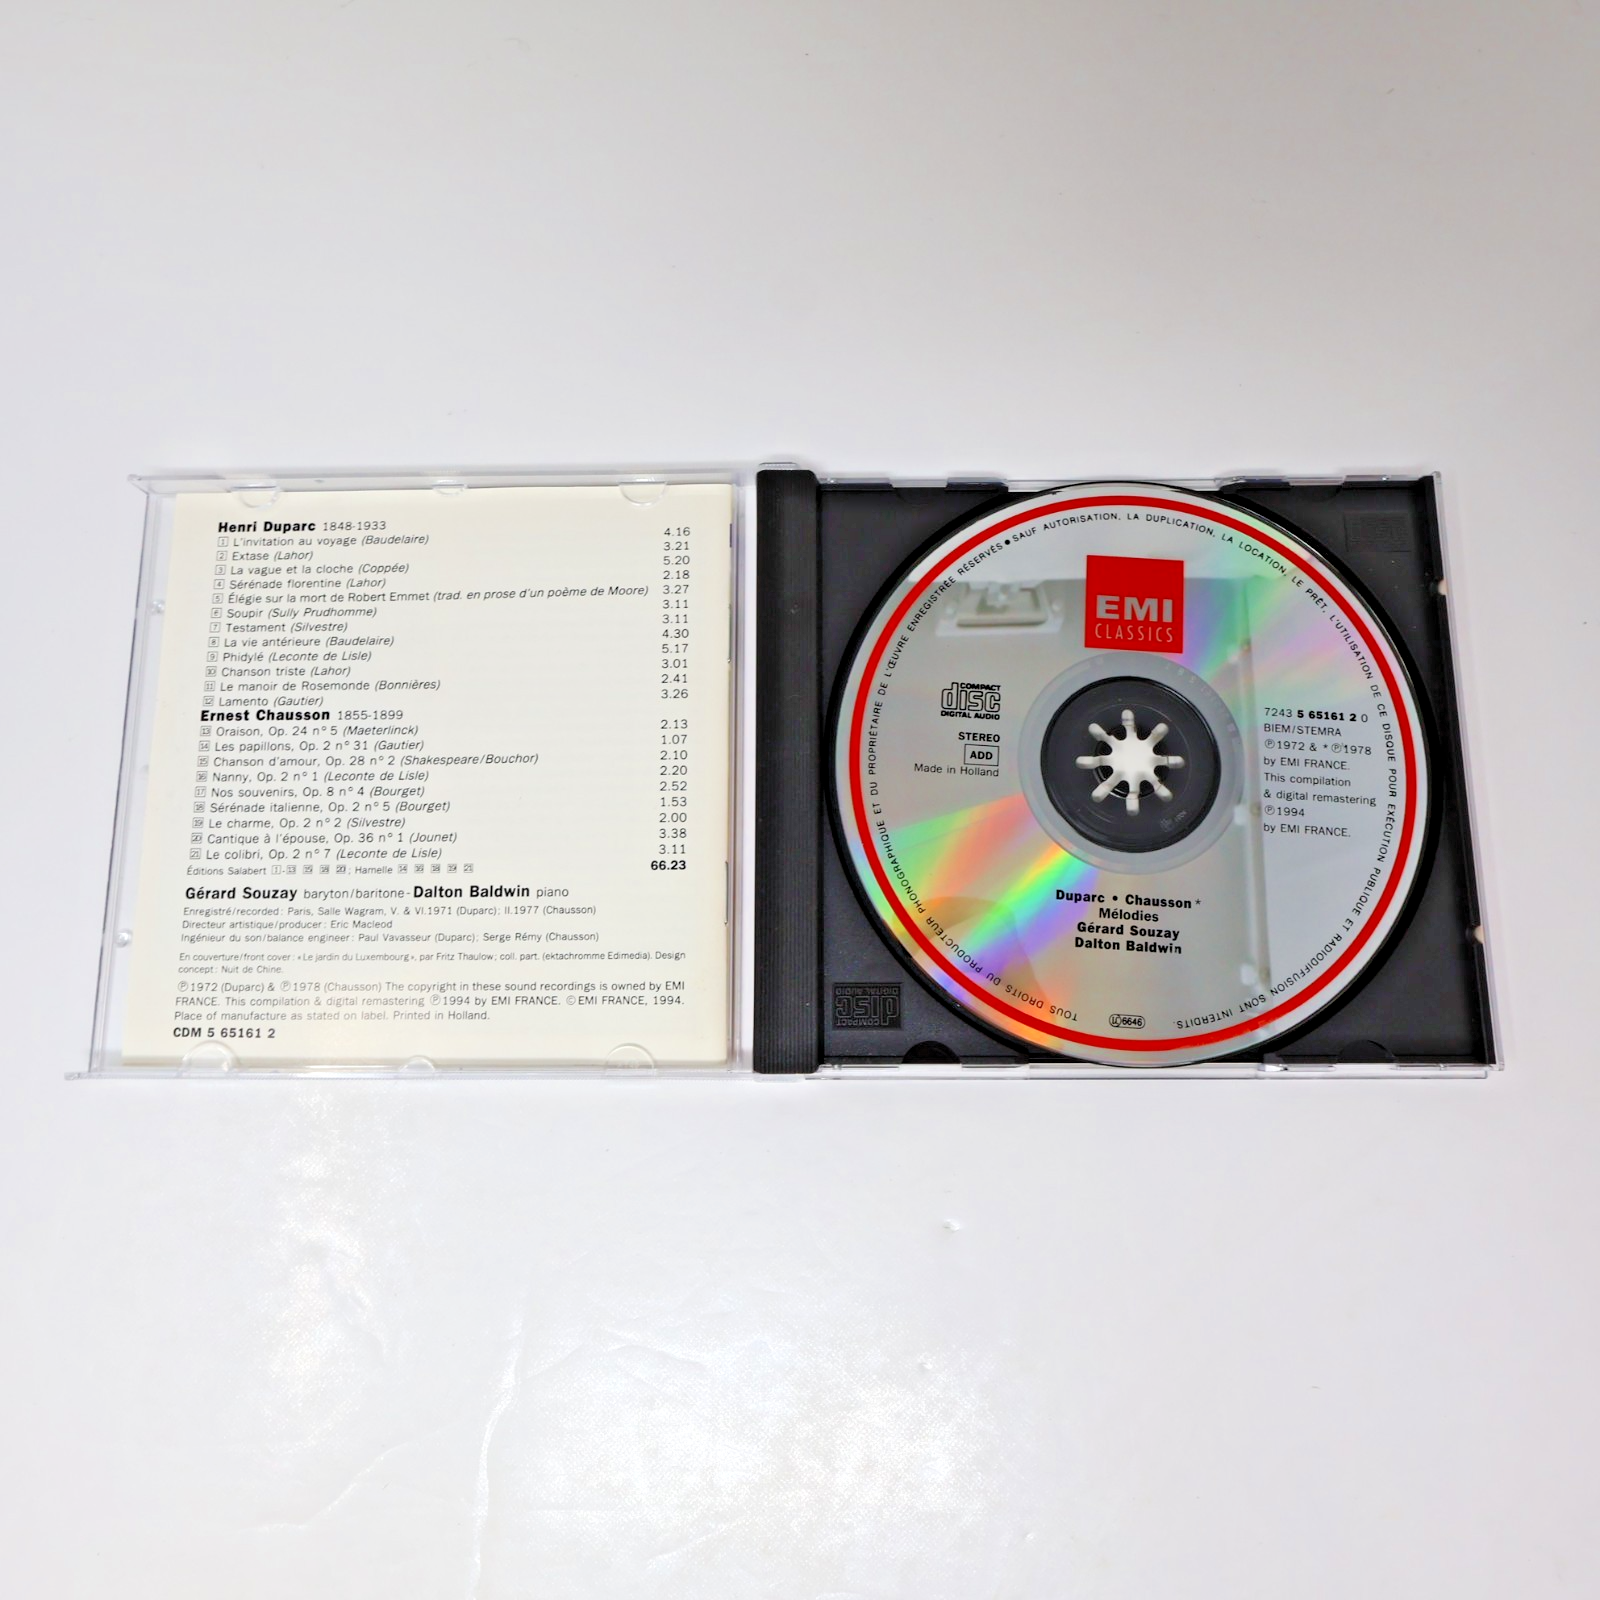 Henri Duparc 1848-1933
1 L'invitation au voyage (Baudelaire) 4.16
2 Extase (Lahor) 3.21
3 La vague et la cloche (Coppée) 5.20
4 Sérénade florentine (Lahor) 2.18
5 Élégie sur la mort de Robert Emmet (trad. en prose d'un poème de Moore) 3.27
6 Soupir (Sully Prudhomme) 3.11
7 Testament (Silvestre) 3.11
8 La vie antérieure (Baudelaire) 4.30
9 Phidylé (Leconte de Lisle) 5.17
10 Chanson triste (Lahor) 3.01
11 Le manoir de Rosemonde (Bonnières) 2.41
12 Lamento (Gautier) 3.26
Ernest Chausson 1855-1899
13 Oraison, Op. 24 n° 5 (Maeterlinck) 2.13
14 Les papillons, Op. 2 n° 31 (Gautier) 1.07
15 Chanson d'amour, Op. 28 n° 2 (Shakespeare/Bouchor) 2.10
16 Nanny, Op. 2 n° 1 (Leconte de Lisle) 2.20
17 Nos souvenirs, Op. 8 n° 4 (Bourget) 2.52
18 Sérénade italienne, Op. 2 n° 5 (Bourget) 1.53
19 Le charme, Op. 2 n° 2 (Silvestre) 2.00
20 Cantique à l'épouse, Op. 36 n° 1 (Jounet) 3.38
21 Le colibri, Op. 2 n° 7 (Leconte de Lisle) 3.11
Éditions Salabert 1-13 ; Hamelle 66.23
Gérard Souzay baryton/baritone - Dalton Baldwin piano
Enregistré/recorded: Paris, Salle Wagram, V. & VI.1971 (Duparc); II.1977 (Chausson)
Directeur artistique/producer: Eric Macleod
Ingénieur du son/balance engineer: Paul Vavasseur (Duparc); Serge Rémy (Chausson)
En couverture/front cover: «Le jardin du Luxembourg», par Fritz Thaulow; coll. part. (ektachromme Edimedia). Design
concept: Nuit de Chine.
℗1972 (Duparc) & ℗1978 (Chausson) The copyright in these sound recordings is owned by EMI
FRANCE. This compilation & digital remastering ℗1994 by EMI FRANCE. ©EMI FRANCE, 1994.
Place of manufacture as stated on label. Printed in Holland.
CDM 5 65161 2
TOUS DROITS DU PRODUCTEUR PHONOGRAPHIQUE ET DU PROPRIÉTAIRE DE L'ŒUVRE ENREGISTRÉE RÉSERVÉS • SAUF AUTORISATION, LA DUPLICATION, LA LOCATION, LE PRÊT, L'UTILISATION DE CE DISQUE POUR EXÉCUTION PUBLIQUE ET RADIODIFFUSION SONT INTERDITS.
EMI
CLASSICS
COMPACT
disc
DIGITAL AUDIO
STEREO
ADD
Made in Holland
7243 5 65161 2 0
BIEM/STEMRA
℗1972 & *℗1978
by EMI FRANCE.
This compilation
& digital remastering
℗1994
by EMI FRANCE.
Duparc • Chausson*
Mélodies
Gérard Souzay
Dalton Baldwin
LC 6646
COMPACT
disc
DIGITAL AUDIO